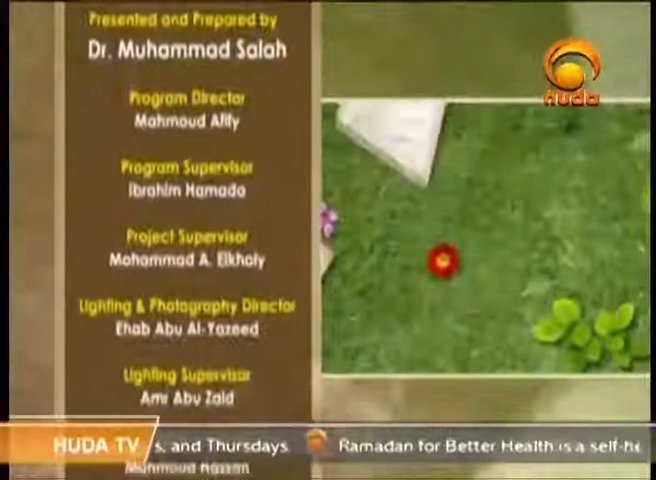 Presented and Prepared by
Dr. Muhammad Salah
Program Director
Mahmoud Afify
Program Supervisor
Ibrahim Hamada
Project Supervisor
Mohammad A. Elkholy
Lighting & Photography Director
Ehab Abu Al-Yazeed
Lighting Supervisor
Amr Abu Zaid
huda
HUDA TV
s, and Thursdays
Ramadan for Better Health is a self-he
Mahmoud Hassan